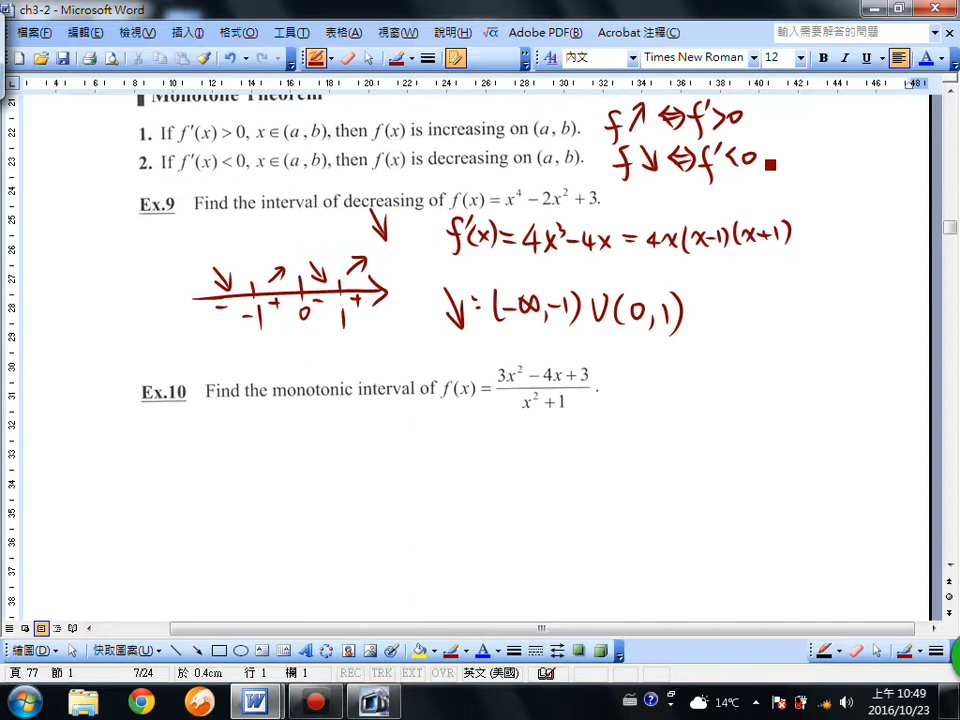 ch3-2 - Microsoft Word
檔案(F) 編輯(E) 檢視(V) 插入(I) 格式(O) 工具(T) 表格(A) 視窗(W) 說明(H) √α Adobe PDF(B) Acrobat 註解(C) 輸入需要解答的問題
內文 Times New Roman 12 B I U A
Monotone Theorem
1. If f′(x) > 0, x∈(a, b), then f(x) is increasing on (a, b). f↗⇔f′>0
2. If f′(x) < 0, x∈(a, b), then f(x) is decreasing on (a, b). f↘⇔f′<0
Ex.9 Find the interval of decreasing of f(x) = x⁴ − 2x² + 3.
↘ f′(x) = 4x³−4x = 4x(x−1)(x+1)
↘ ↗ ↘ ↗
− + − +
−1 0 1
↘: (−∞, −1) ∪ (0, 1)
Ex.10 Find the monotonic interval of f(x) = (3x² − 4x + 3)/(x² + 1) .
繪圖(D) 快取圖案(U)
頁 77 節 1 7/24 於 0.4cm 行 1 欄 1 REC TRK EXT OVR 英文 (美國)
14°C 上午 10:49
2016/10/23